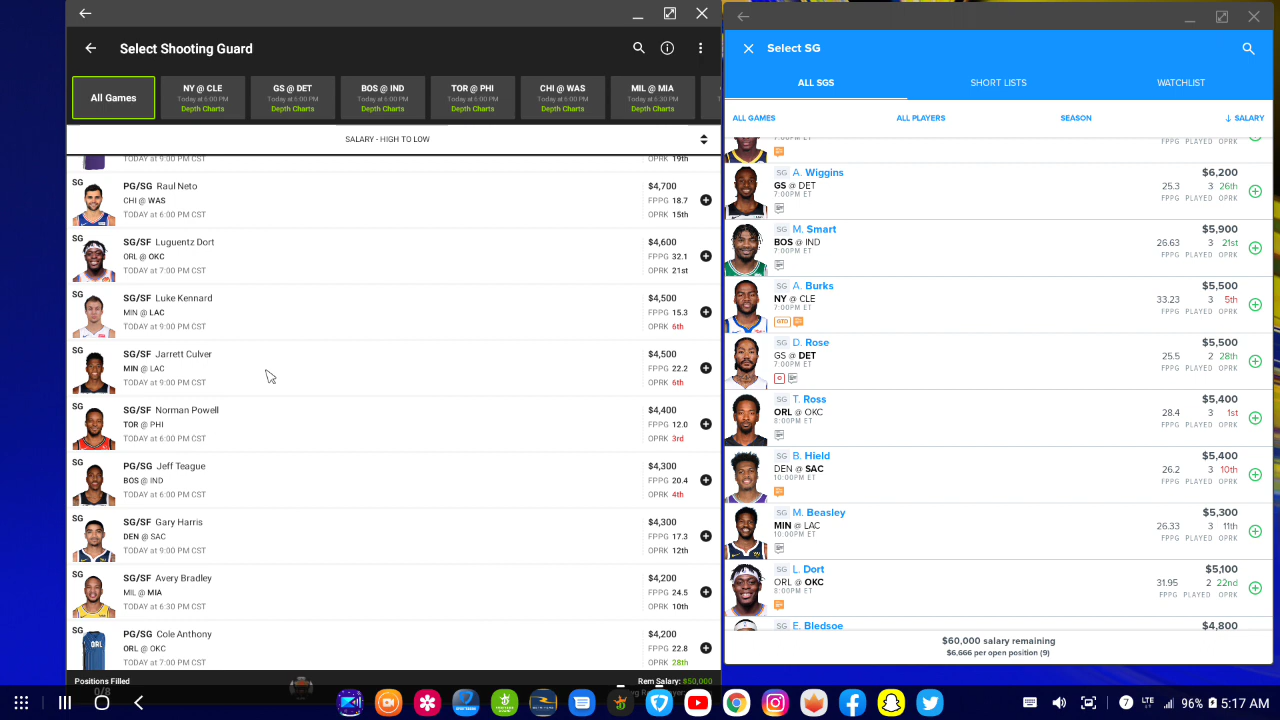 Select Shooting Guard
All Games
NY @ CLE
Today at 6:00 PM
Depth Charts
GS @ DET
Today at 6:00 PM
Depth Charts
BOS @ IND
Today at 6:00 PM
Depth Charts
TOR @ PHI
Today at 6:00 PM
Depth Charts
CHI @ WAS
Today at 6:00 PM
Depth Charts
MIL @ MIA
Today at 6:30 PM
Depth Charts
SALARY - HIGH TO LOW
TODAY at 9:00 PM CST OPRK 19th
SG PG/SG Raul Neto $4,700
CHI @ WAS FPPG 18.7
TODAY at 6:00 PM CST OPRK 15th
SG SG/SF Luguentz Dort $4,600
ORL @ OKC FPPG 32.1
TODAY at 7:00 PM CST OPRK 21st
SG SG/SF Luke Kennard $4,500
MIN @ LAC FPPG 15.3
TODAY at 9:00 PM CST OPRK 6th
SG SG/SF Jarrett Culver $4,500
MIN @ LAC FPPG 22.2
TODAY at 9:00 PM CST OPRK 6th
SG SG/SF Norman Powell $4,400
TOR @ PHI FPPG 12.0
TODAY at 6:00 PM CST OPRK 3rd
SG PG/SG Jeff Teague $4,300
BOS @ IND FPPG 20.4
TODAY at 6:00 PM CST OPRK 4th
SG SG/SF Gary Harris $4,300
DEN @ SAC FPPG 17.3
TODAY at 9:00 PM CST OPRK 12th
SG SG/SF Avery Bradley $4,200
MIL @ MIA FPPG 24.5
TODAY at 6:30 PM CST OPRK 10th
SG PG/SG Cole Anthony $4,200
ORL @ OKC FPPG 22.8
TODAY at 7:00 PM CST OPRK 28th
Positions Filled Rem Salary: $50,000
0/8
Select SG
ALL SGS SHORT LISTS WATCHLIST
ALL GAMES ALL PLAYERS SEASON ↓ SALARY
7:00PM ET FPPG PLAYED OPRK
SG A. Wiggins $6,200
GS @ DET 25.3 3 26th
7:00PM ET FPPG PLAYED OPRK
SG M. Smart $5,900
BOS @ IND 26.63 3 21st
7:00PM ET FPPG PLAYED OPRK
SG A. Burks $5,500
NY @ CLE 33.23 3 5th
7:00PM ET FPPG PLAYED OPRK
GTD
SG D. Rose $5,500
GS @ DET 25.5 2 28th
7:00PM ET FPPG PLAYED OPRK
O
SG T. Ross $5,400
ORL @ OKC 28.4 3 1st
8:00PM ET FPPG PLAYED OPRK
SG B. Hield $5,400
DEN @ SAC 26.2 3 10th
10:00PM ET FPPG PLAYED OPRK
SG M. Beasley $5,300
MIN @ LAC 26.33 3 11th
10:00PM ET FPPG PLAYED OPRK
SG L. Dort $5,100
ORL @ OKC 31.95 2 22nd
8:00PM ET FPPG PLAYED OPRK
SG E. Bledsoe $4,800
$60,000 salary remaining
$6,666 per open position (9)
7 LTE 96% 5:17 AM